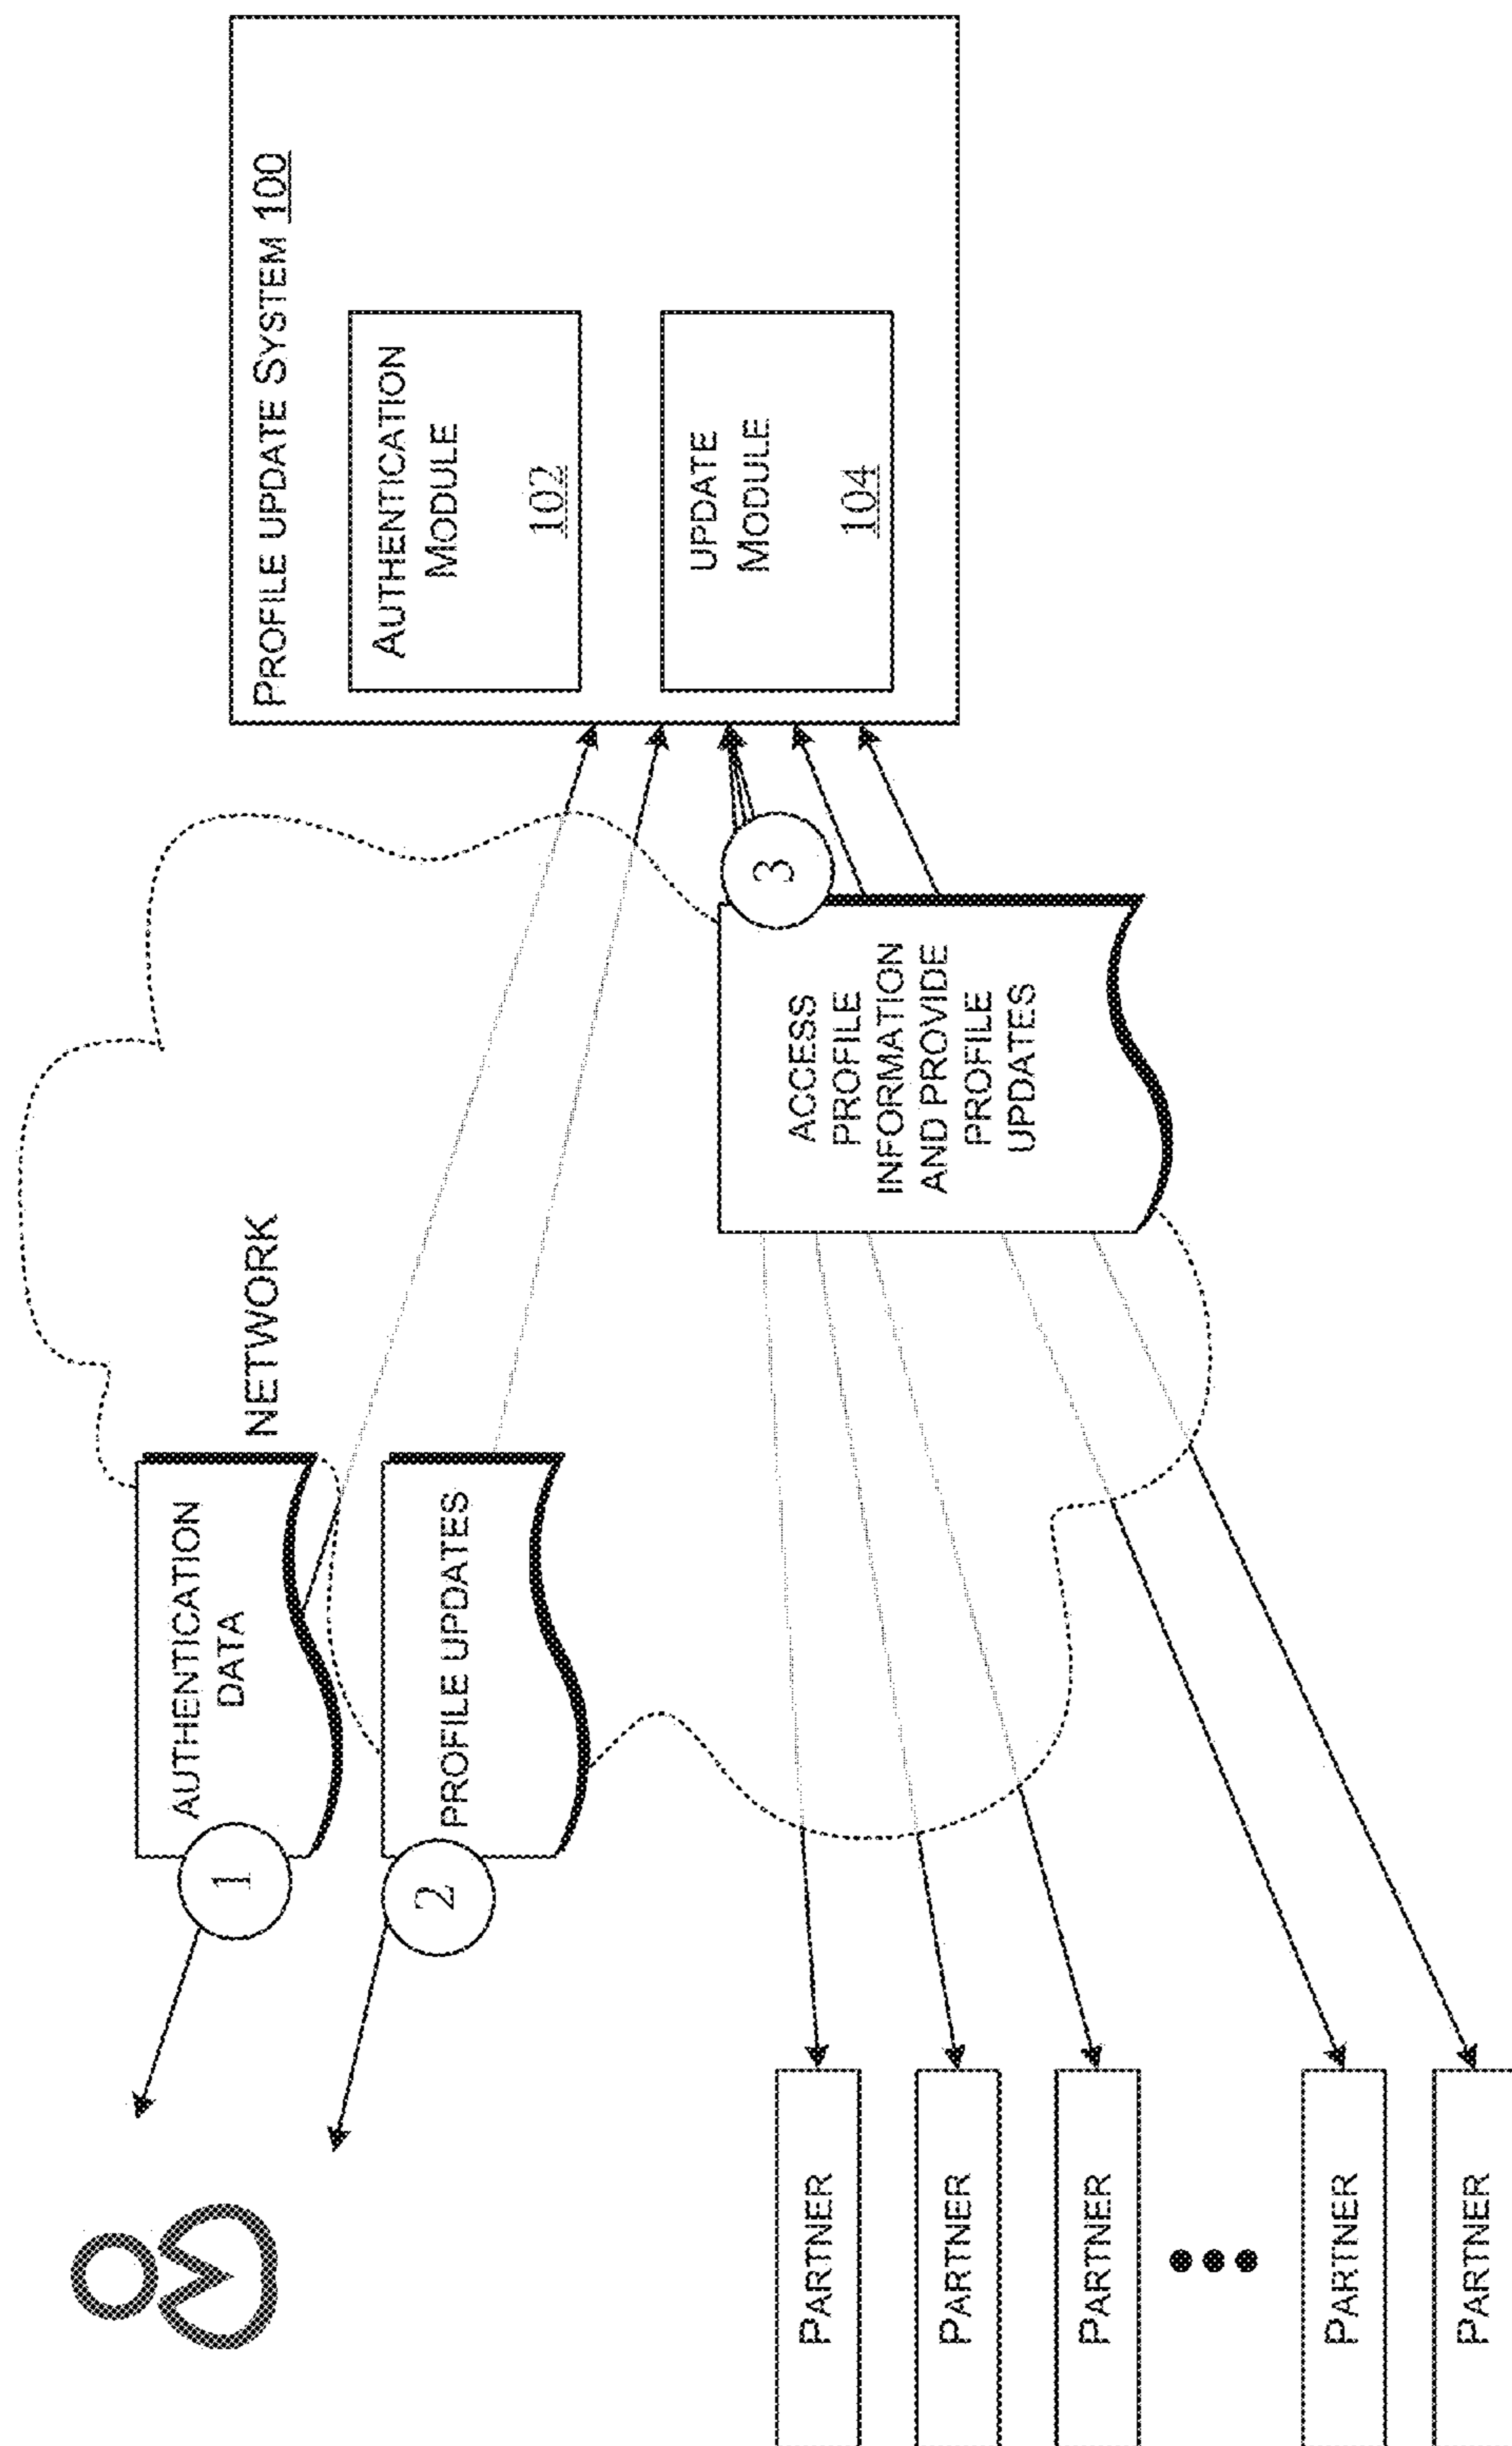 PROFILE UPDATE SYSTEM 100
AUTHENTICATION
MODULE
102
UPDATE
MODULE
104
NETWORK
AUTHENTICATION
DATA
1
PROFILE UPDATES
2
3
ACCESS
PROFILE
INFORMATION
AND PROVIDE
PROFILE
UPDATES
PARTNER
PARTNER
PARTNER
PARTNER
PARTNER